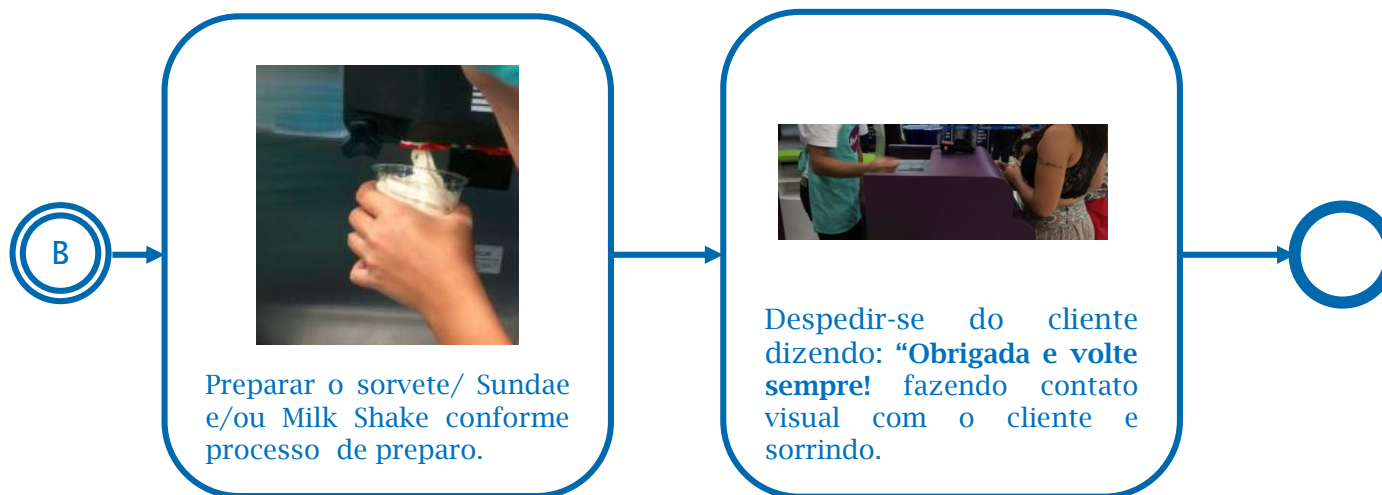 B
Preparar o sorvete/ Sundae
e/ou Milk Shake conforme
processo de preparo.
Despedir-se do cliente
dizendo: “Obrigada e volte
sempre! fazendo contato
visual com o cliente e
sorrindo.